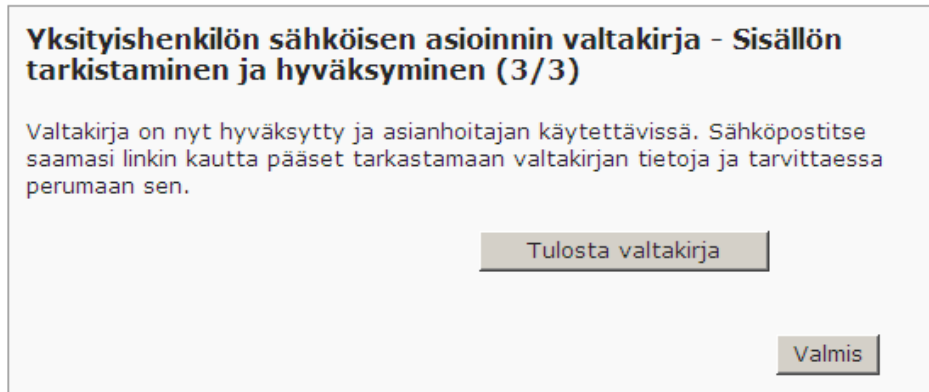 Yksityishenkilön sähköisen asioinnin valtakirja - Sisällön
tarkistaminen ja hyväksyminen (3/3)
Valtakirja on nyt hyväksytty ja asianhoitajan käytettävissä. Sähköpostitse
saamasi linkin kautta pääset tarkastamaan valtakirjan tietoja ja tarvittaessa
perumaan sen.
Tulosta valtakirja
Valmis